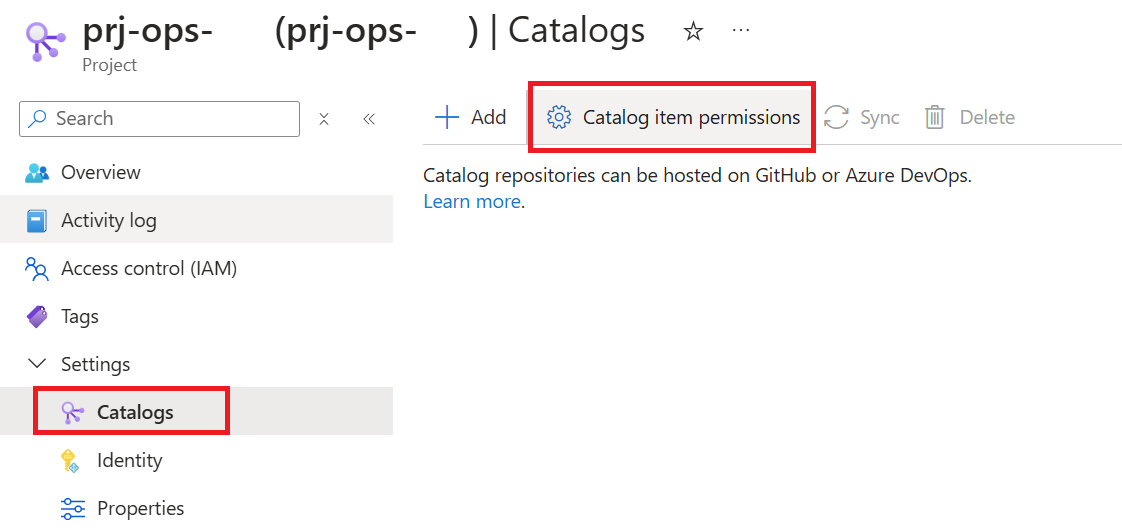 prj-ops- (prj-ops- ) | Catalogs
Project
Search
Overview
Activity log
Access control (IAM)
Tags
Settings
Catalogs
Identity
Properties
Add
Catalog item permissions
Sync
Delete
Catalog repositories can be hosted on GitHub or Azure DevOps.
Learn more.